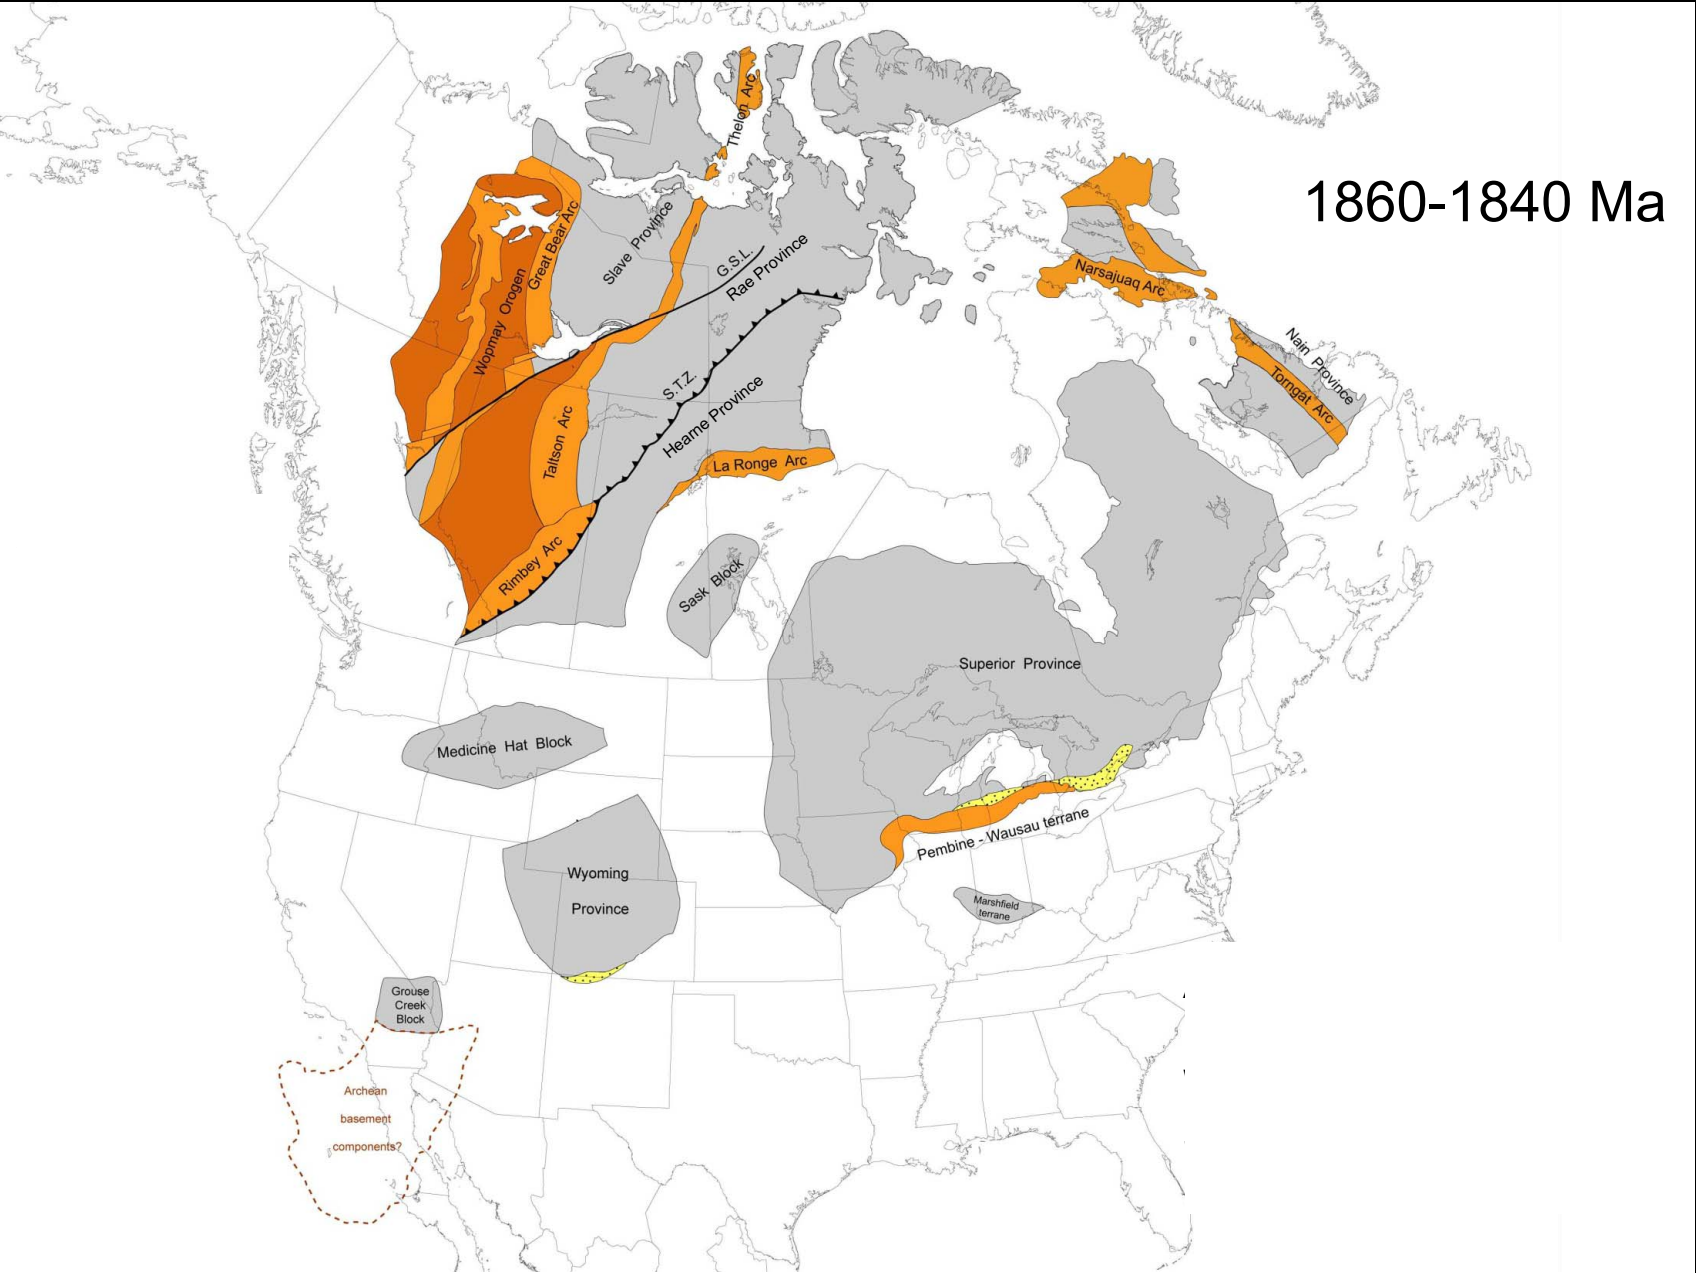 1860-1840 Ma
Thelon Arc
Slave Province
Great Bear Arc
Wopmay Orogen
G.S.L.
Rae Province
S.T.Z.
Hearne Province
Taltson Arc
La Ronge Arc
Rimbey Arc
Sask Block
Narsajuaq Arc
Nain Province
Torngat Arc
Superior Province
Medicine Hat Block
Pembine - Wausau terrane
Wyoming
Province
Marshfield
terrane
Grouse
Creek
Block
Archean
basement
components?